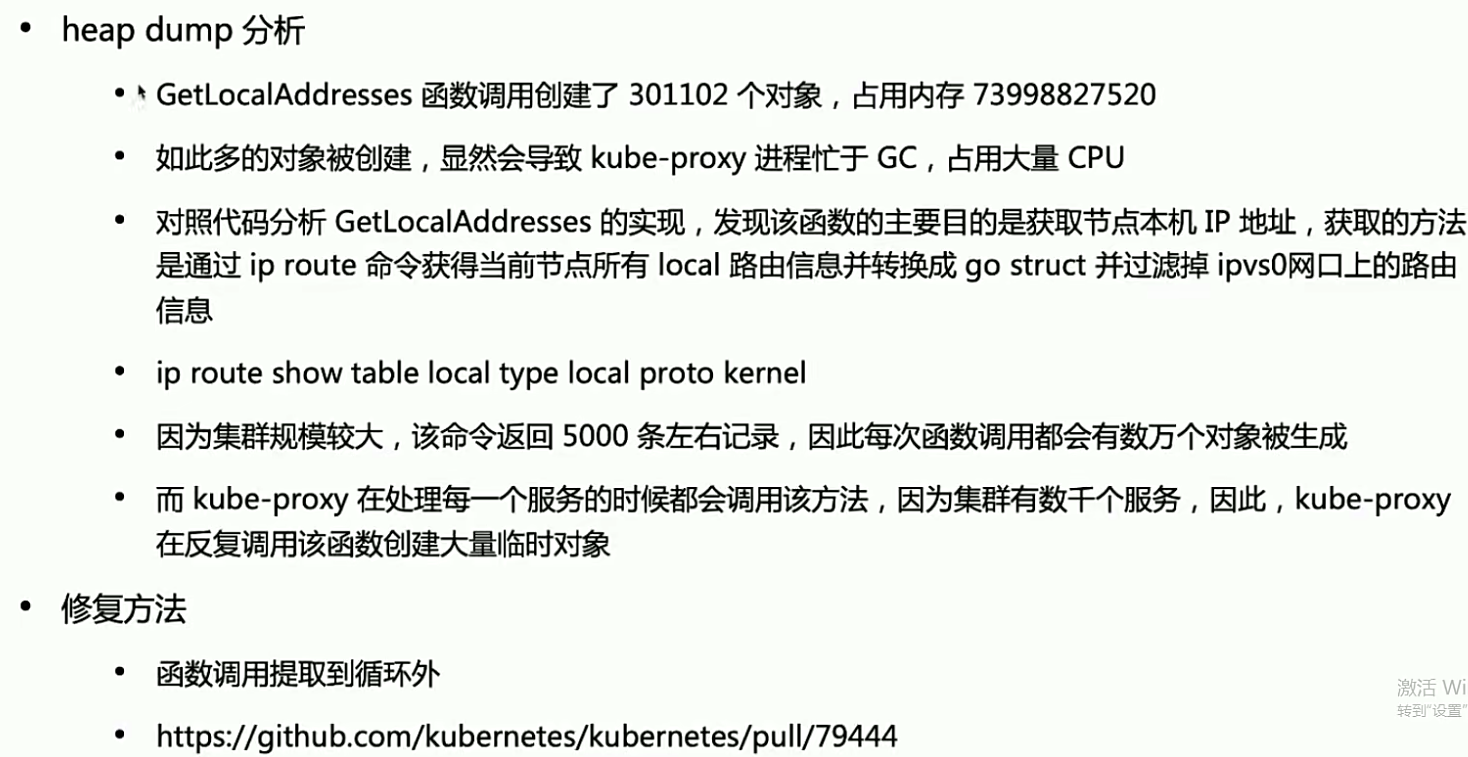 • heap dump 分析
• GetLocalAddresses 函数调用创建了 301102 个对象，占用内存 73998827520
• 如此多的对象被创建，显然会导致 kube-proxy 进程忙于 GC，占用大量 CPU
• 对照代码分析 GetLocalAddresses 的实现，发现该函数的主要目的是获取节点本机 IP 地址，获取的方法
是通过 ip route 命令获得当前节点所有 local 路由信息并转换成 go struct 并过滤掉 ipvs0网口上的路由
信息
• ip route show table local type local proto kernel
• 因为集群规模较大，该命令返回 5000 条左右记录，因此每次函数调用都会有数万个对象被生成
• 而 kube-proxy 在处理每一个服务的时候都会调用该方法，因为集群有数千个服务，因此，kube-proxy
在反复调用该函数创建大量临时对象
• 修复方法
• 函数调用提取到循环外
激活 Wi
转到"设置"
• https://github.com/kubernetes/kubernetes/pull/79444